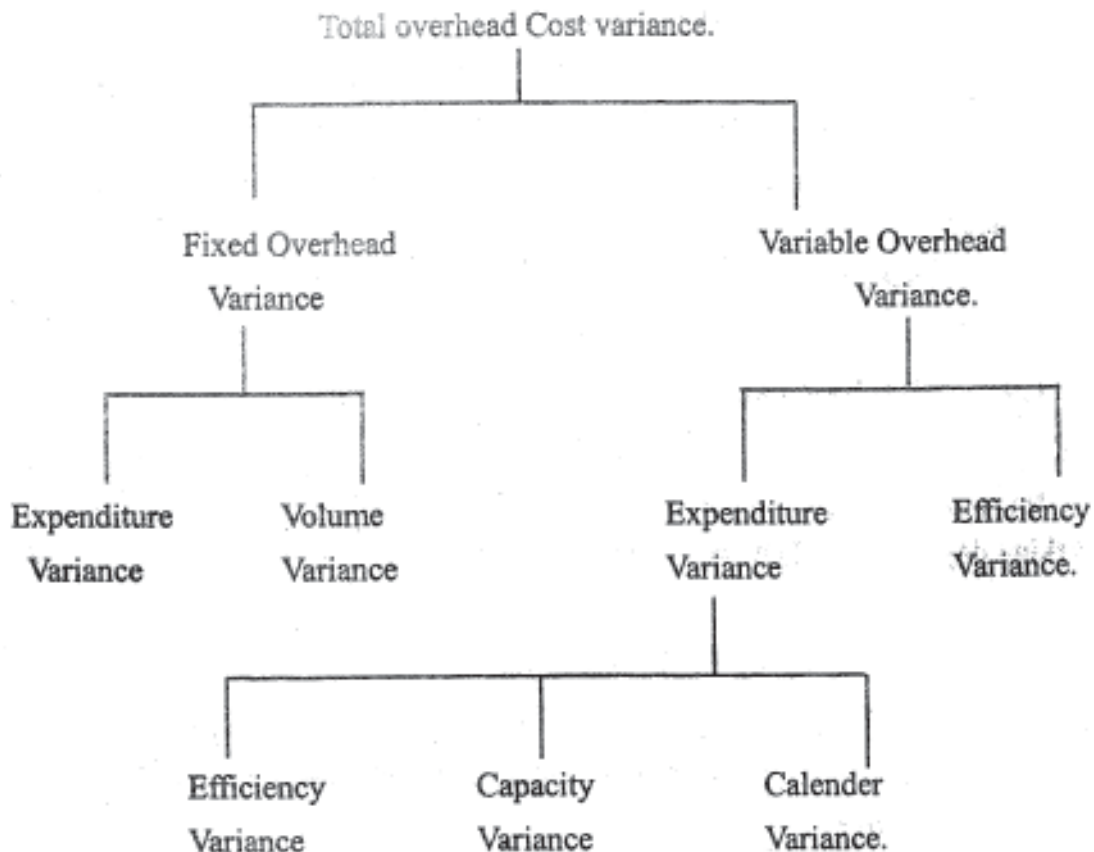 Total overhead Cost variance.
Fixed Overhead
Variance
Variable Overhead
Variance.
Expenditure
Variance
Volume
Variance
Expenditure
Variance
Efficiency
Variance.
Efficiency
Variance
Capacity
Variance
Calender
Variance.